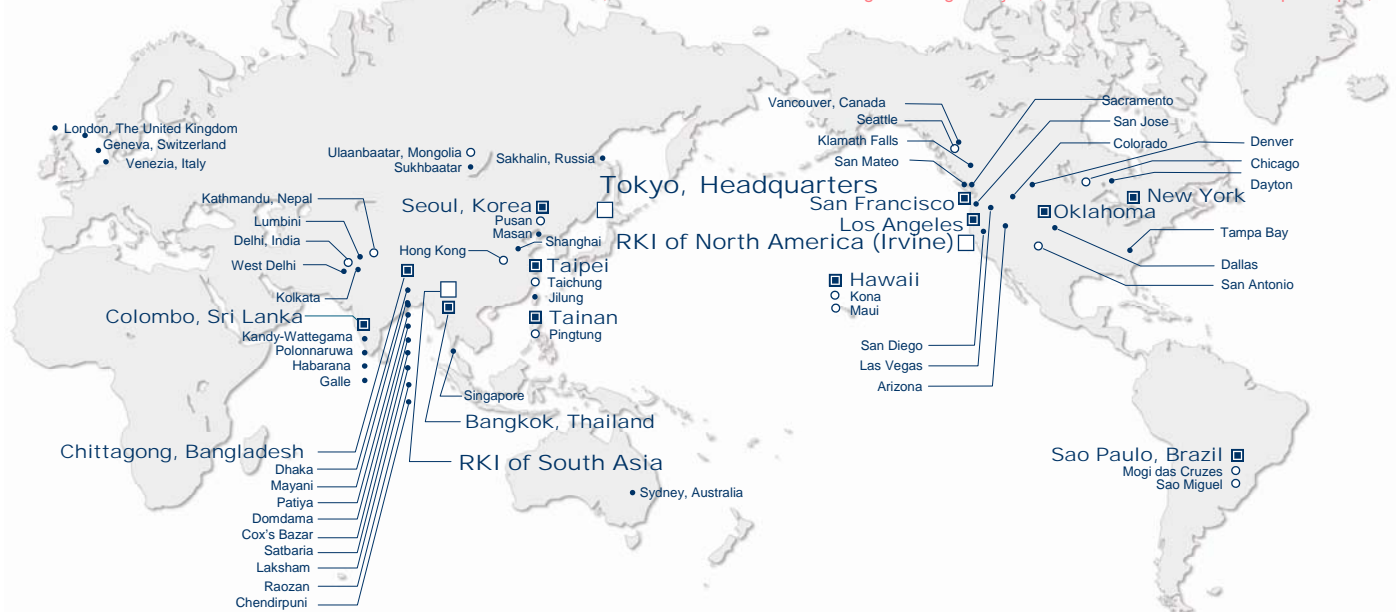 London, The United Kingdom
Geneva, Switzerland
Venezia, Italy
Ulaanbaatar, Mongolia
Sukhbaatar
Sakhalin, Russia
Tokyo, Headquarters
Kathmandu, Nepal
Lumbini
Delhi, India
West Delhi
Kolkata
Seoul, Korea
Pusan
Masan
Shanghai
Hong Kong
Taipei
Taichung
Jilung
Tainan
Pingtung
Colombo, Sri Lanka
Kandy-Wattegama
Polonnaruwa
Habarana
Galle
Singapore
Bangkok, Thailand
RKI of South Asia
Chittagong, Bangladesh
Dhaka
Mayani
Patiya
Domdama
Cox's Bazar
Satbaria
Laksham
Raozan
Chendirpuni
Sydney, Australia
Vancouver, Canada
Seattle
Klamath Falls
San Mateo
San Francisco
Los Angeles
RKI of North America (Irvine)
Hawaii
Kona
Maui
San Diego
Las Vegas
Arizona
Sacramento
San Jose
Colorado
Denver
Chicago
Dayton
New York
Oklahoma
Tampa Bay
Dallas
San Antonio
Sao Paulo, Brazil
Mogi das Cruzes
Sao Miguel